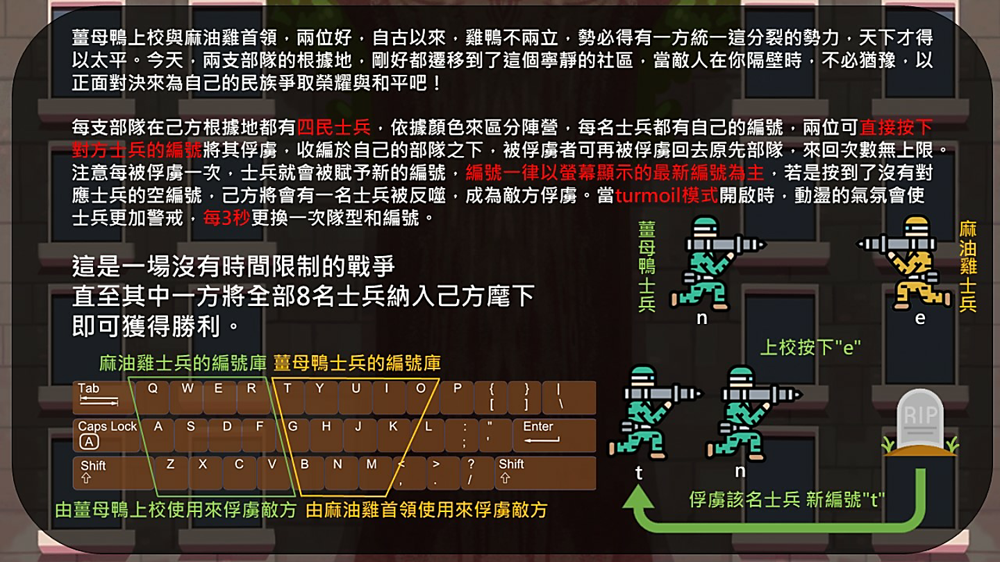 薑母鴨上校與麻油雞首領，兩位好，自古以來，雞鴨不兩立，勢必得有一方統一這分裂的勢力，天下才得
以太平。今天，兩支部隊的根據地，剛好都遷移到了這個寧靜的社區，當敵人在你隔壁時，不必猶豫，以
正面對決來為自己的民族爭取榮耀與和平吧！
每支部隊在己方根據地都有四民士兵，依據顏色來區分陣營，每名士兵都有自己的編號，兩位可直接按下
對方士兵的編號將其俘虜，收編於自己的部隊之下，被俘虜者可再被俘虜回去原先部隊，來回次數無上限。
注意每被俘虜一次，士兵就會被賦予新的編號，編號一律以螢幕顯示的最新編號為主，若是按到了沒有對
應士兵的空編號，己方將會有一名士兵被反噬，成為敵方俘虜。當turmoil模式開啟時，動盪的氣氛會使
士兵更加警戒，每3秒更換一次隊型和編號。
這是一場沒有時間限制的戰爭
直至其中一方將全部8名士兵納入己方麾下
即可獲得勝利。
薑母鴨士兵
麻油雞士兵
n
e
上校按下"e"
麻油雞士兵的編號庫 薑母鴨士兵的編號庫
Tab Q W E R T Y U I O P { [ } ] | \
Caps Lock A A S D F G H J K L : ; " ' Enter
Shift Z X C V B N M < , > . ? / Shift
由薑母鴨上校使用來俘虜敵方 由麻油雞首領使用來俘虜敵方
RIP
t
n
俘虜該名士兵 新編號"t"